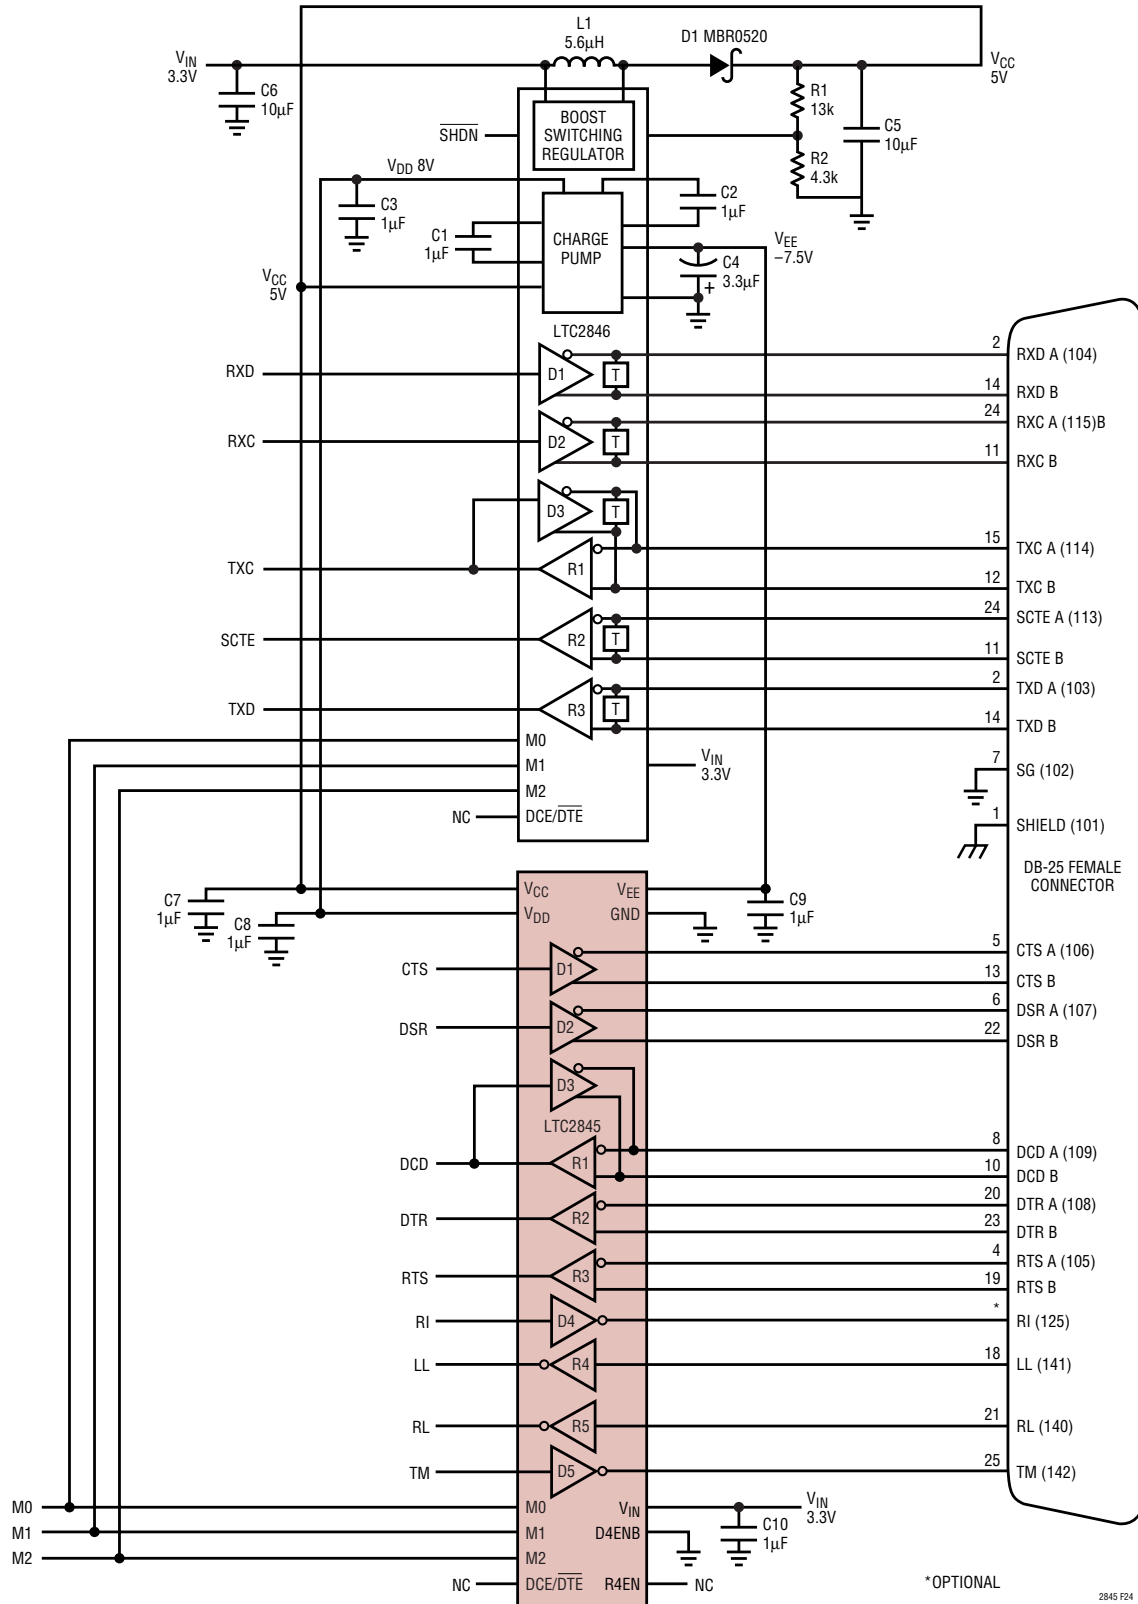 L1
5.6µH
D1 MBR0520
VIN
3.3V
VCC
5V
C6
10µF
R1
13k
C5
10µF
SHDN
BOOST
SWITCHING
REGULATOR
R2
4.3k
VDD 8V
C3
1µF
C2
1µF
C1
1µF
CHARGE
PUMP
VEE
–7.5V
C4
3.3µF
+
VCC
5V
LTC2846
RXD
D1
T
2
RXD A (104)
14
RXD B
24
RXC A (115)B
RXC
D2
T
11
RXC B
D3
T
15
TXC A (114)
TXC
R1
12
TXC B
24
SCTE A (113)
SCTE
R2
T
11
SCTE B
2
TXD A (103)
TXD
R3
T
14
TXD B
M0
M1
VIN
3.3V
7
SG (102)
M2
NC
DCE/DTE
1
SHIELD (101)
DB-25 FEMALE
CONNECTOR
C7
1µF
C8
1µF
VCC
VEE
C9
1µF
VDD
GND
CTS
D1
5
CTS A (106)
13
CTS B
DSR
D2
6
DSR A (107)
22
DSR B
D3
LTC2845
8
DCD A (109)
DCD
R1
10
DCD B
20
DTR A (108)
DTR
R2
23
DTR B
4
RTS A (105)
RTS
R3
19
RTS B
RI
D4
*
RI (125)
LL
R4
18
LL (141)
RL
R5
21
RL (140)
TM
D5
25
TM (142)
M0
M0
VIN
VIN
3.3V
M1
M1
D4ENB
C10
1µF
M2
M2
NC
DCE/DTE
R4EN
NC
*OPTIONAL
2845 F24